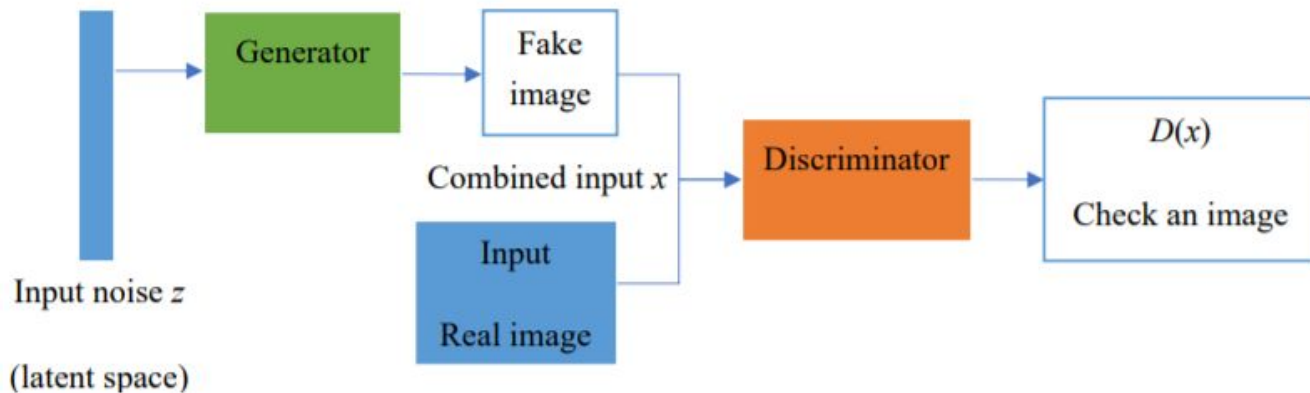 Generator
Fake
image
Combined input x
Discriminator
D(x)
Check an image
Input
Real image
Input noise z
(latent space)